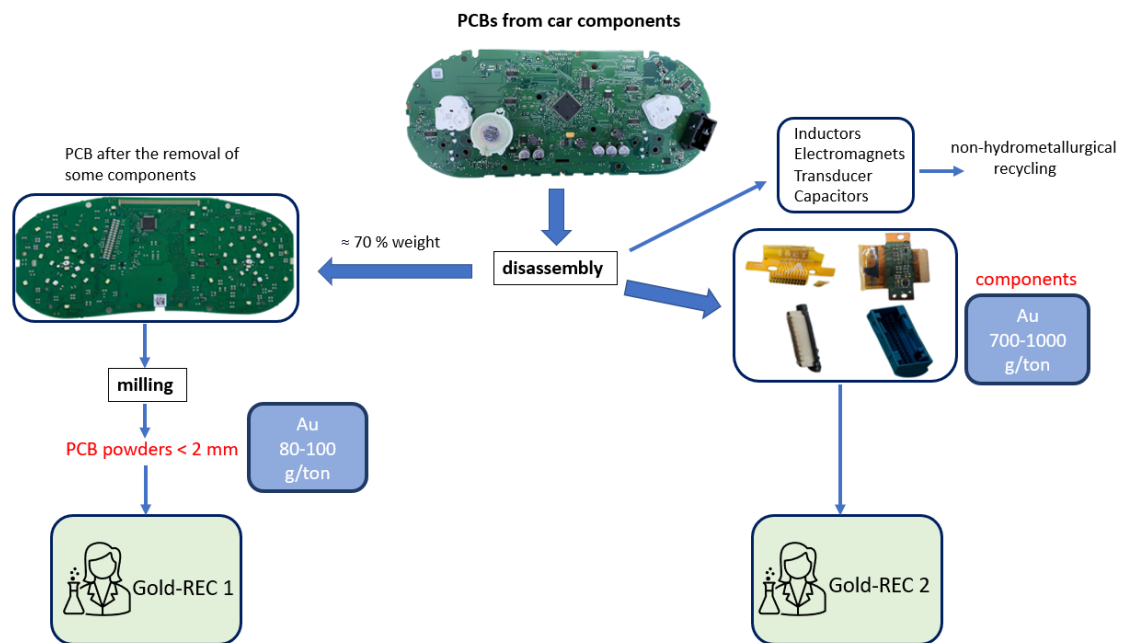 PCBs from car components
PCB after the removal of
some components
Inductors
Electromagnets
Transducer
Capacitors
non-hydrometallurgical
recycling
≈ 70 % weight
disassembly
components
Au
700-1000
g/ton
milling
PCB powders < 2 mm
Au
80-100
g/ton
Gold-REC 1
Gold-REC 2